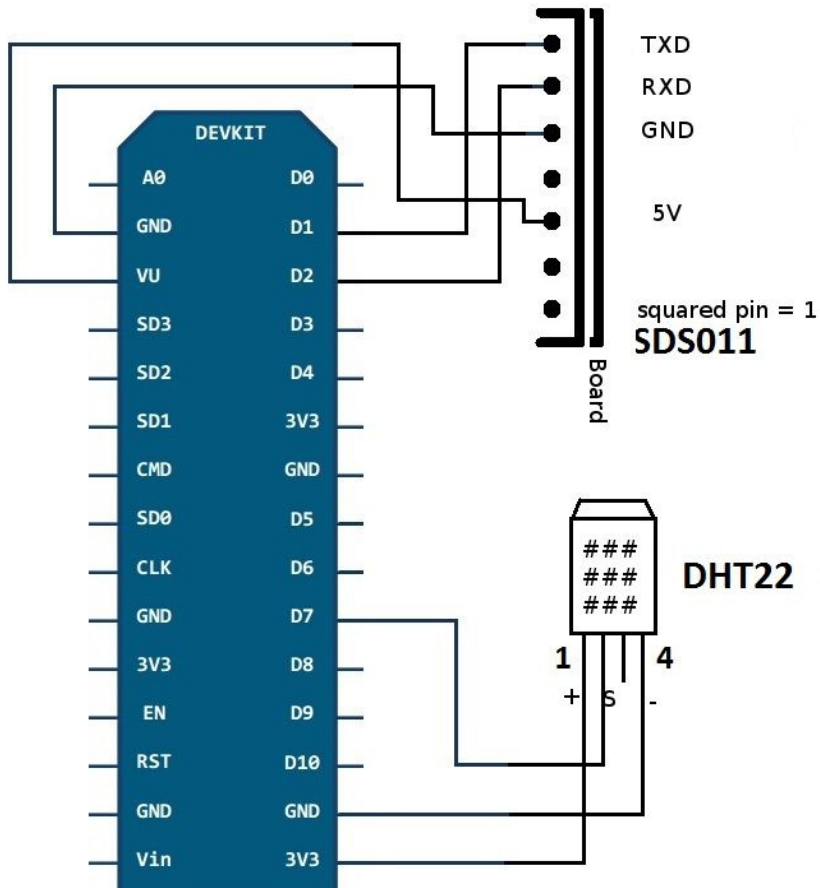 TXD
RXD
GND
5V
squared pin = 1
SDS011
Board
DEVKIT
A0 D0
GND D1
VU D2
SD3 D3
SD2 D4
SD1 3V3
CMD GND
SD0 D5
CLK D6
GND D7
3V3 D8
EN D9
RST D10
GND GND
Vin 3V3
###
###
###
DHT22
1 4
+ S -